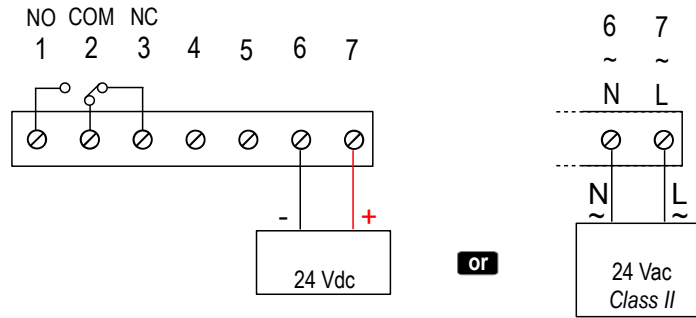 NO COM NC
1 2 3 4 5 6 7
- +
24 Vdc
or
6 7
~ ~
N L
N L
~ ~
24 Vac
Class II